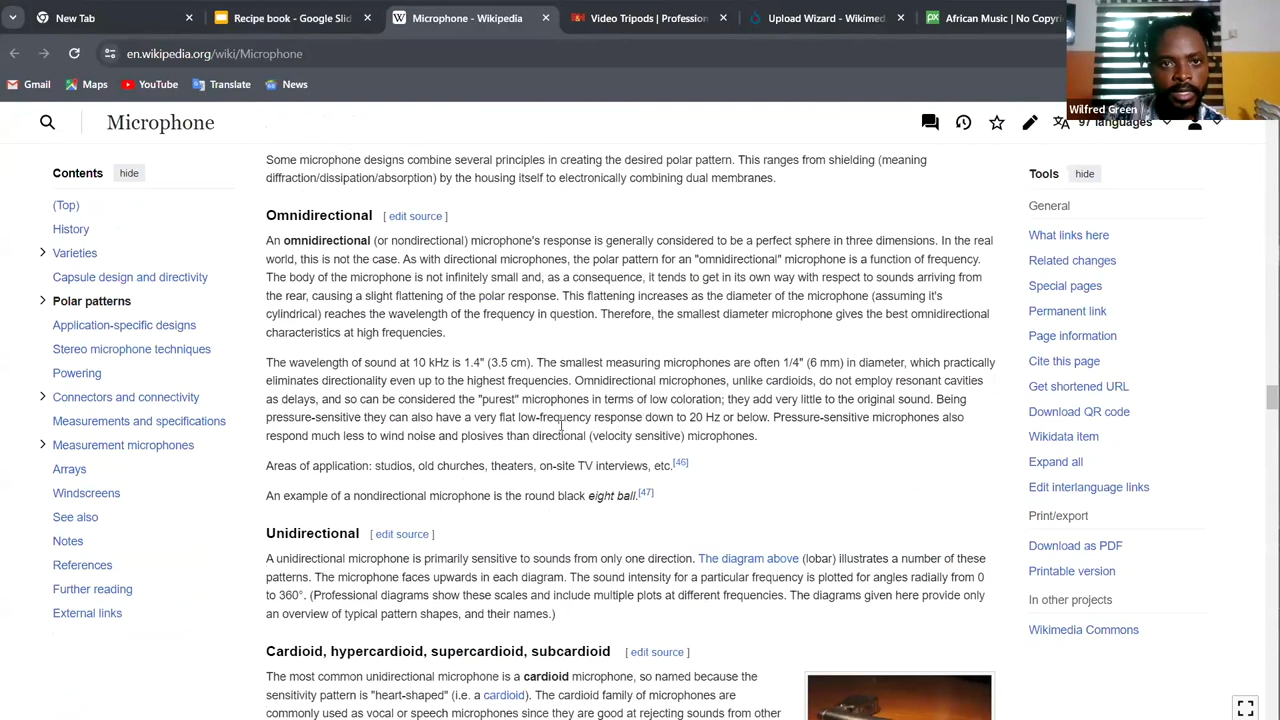 New Tab
Recordings - Google Slid
Copyright | Permission
Upload Wizard - Wikim
African Music | No Copyri
en.wikipedia.org/wiki/Microphone
Gmail
Maps
YouTube
Translate
News
Wilfred Green
Microphone
97 languages
Contents
hide
(Top)
History
Varieties
Capsule design and directivity
Polar patterns
Application-specific designs
Stereo microphone techniques
Powering
Connectors and connectivity
Measurements and specifications
Measurement microphones
Arrays
Windscreens
See also
Notes
References
Further reading
External links
Some microphone designs combine several principles in creating the desired polar pattern. This ranges from shielding (meaning
diffraction/dissipation/absorption) by the housing itself to electronically combining dual membranes.
Omnidirectional [ edit source ]
An omnidirectional (or nondirectional) microphone's response is generally considered to be a perfect sphere in three dimensions. In the real
world, this is not the case. As with directional microphones, the polar pattern for an "omnidirectional" microphone is a function of frequency.
The body of the microphone is not infinitely small and, as a consequence, it tends to get in its own way with respect to sounds arriving from
the rear, causing a slight flattening of the polar response. This flattening increases as the diameter of the microphone (assuming it's
cylindrical) reaches the wavelength of the frequency in question. Therefore, the smallest diameter microphone gives the best omnidirectional
characteristics at high frequencies.
The wavelength of sound at 10 kHz is 1.4" (3.5 cm). The smallest measuring microphones are often 1/4" (6 mm) in diameter, which practically
eliminates directionality even up to the highest frequencies. Omnidirectional microphones, unlike cardioids, do not employ resonant cavities
as delays, and so can be considered the "purest" microphones in terms of low coloration; they add very little to the original sound. Being
pressure-sensitive they can also have a very flat low-frequency response down to 20 Hz or below. Pressure-sensitive microphones also
respond much less to wind noise and plosives than directional (velocity sensitive) microphones.
Areas of application: studios, old churches, theaters, on-site TV interviews, etc.[46]
An example of a nondirectional microphone is the round black eight ball.[47]
Unidirectional [ edit source ]
A unidirectional microphone is primarily sensitive to sounds from only one direction. The diagram above (lobar) illustrates a number of these
patterns. The microphone faces upwards in each diagram. The sound intensity for a particular frequency is plotted for angles radially from 0
to 360°. (Professional diagrams show these scales and include multiple plots at different frequencies. The diagrams given here provide only
an overview of typical pattern shapes, and their names.)
Cardioid, hypercardioid, supercardioid, subcardioid [ edit source ]
The most common unidirectional microphone is a cardioid microphone, so named because the
sensitivity pattern is "heart-shaped" (i.e. a cardioid). The cardioid family of microphones are
commonly used as vocal or speech microphones since they are good at rejecting sounds from other
Tools
hide
General
What links here
Related changes
Special pages
Permanent link
Page information
Cite this page
Get shortened URL
Download QR code
Wikidata item
Expand all
Edit interlanguage links
Print/export
Download as PDF
Printable version
In other projects
Wikimedia Commons